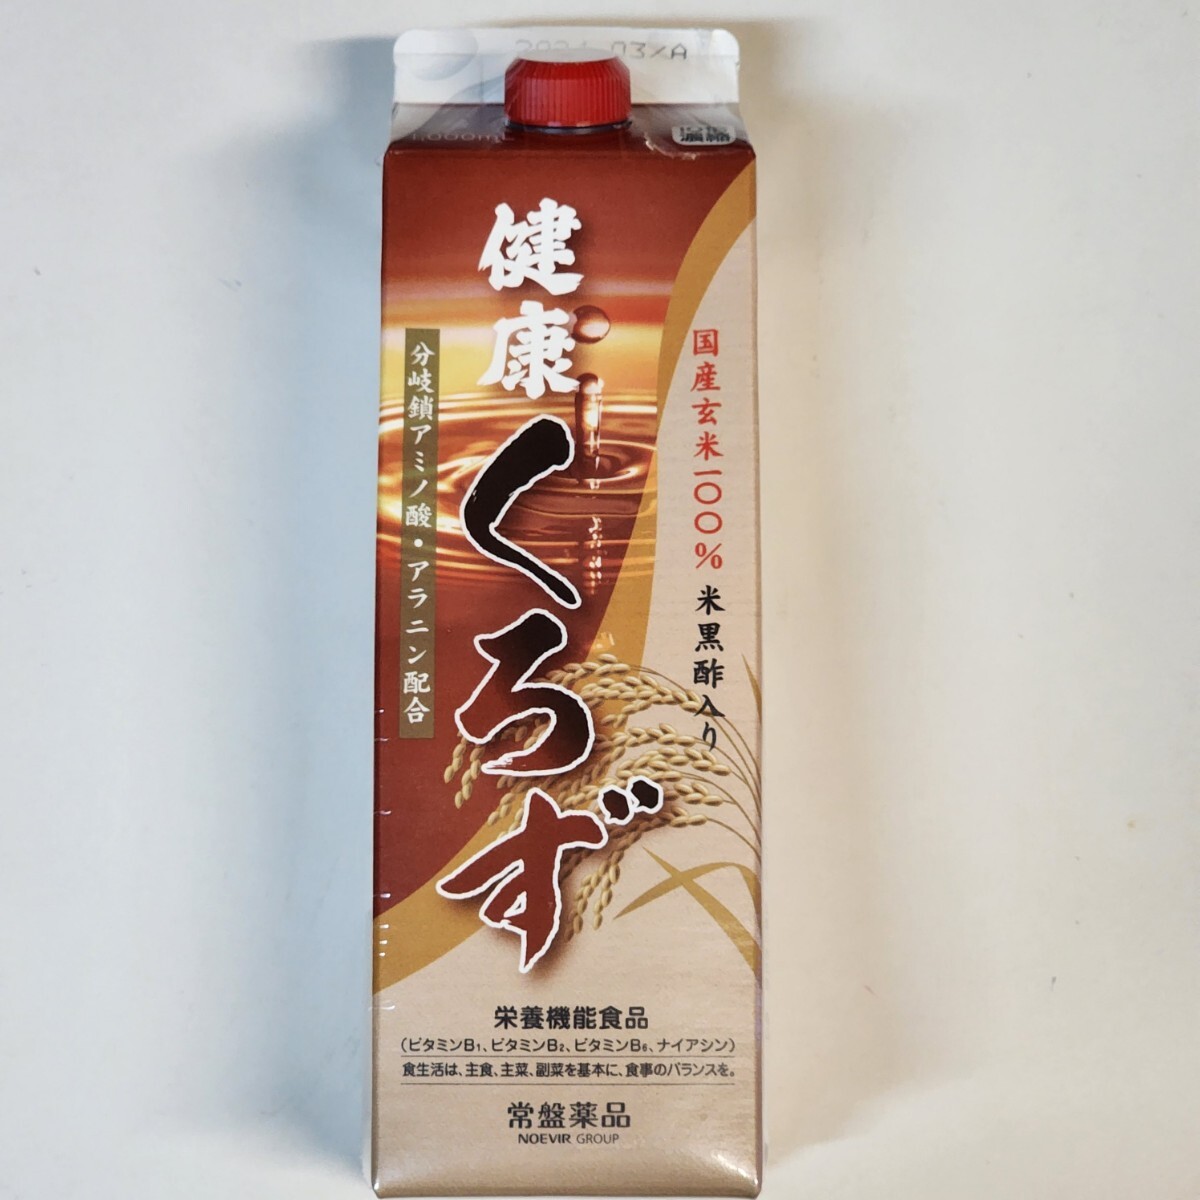 1,000mL
健康
くろず
国産玄米一〇〇%
米黒酢入り
分岐鎖アミノ酸・アラニン配合
栄養機能食品
(ビタミンB1、ビタミンB2、ビタミンB6、ナイアシン)
食生活は、主食、主菜、副菜を基本に、食事のバランスを。
常盤薬品
NOEVIR GROUP